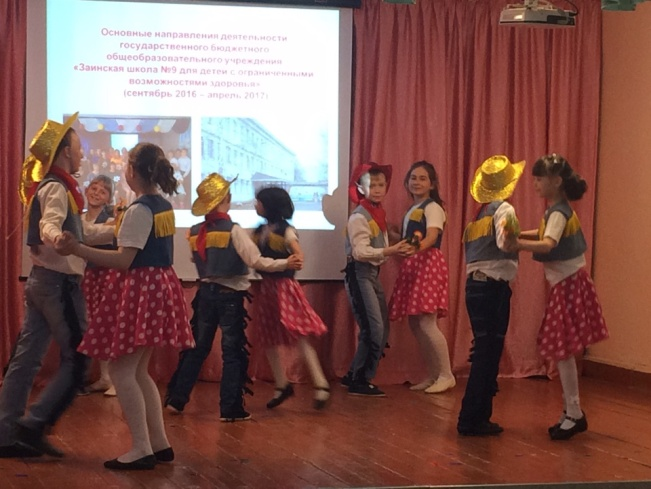 Основные направления деятельности
государственного бюджетного
общеобразовательного учреждения
«Заинская школа №9 для детей с ограниченными
возможностями здоровья»
(сентябрь 2016 – апрель 2017)